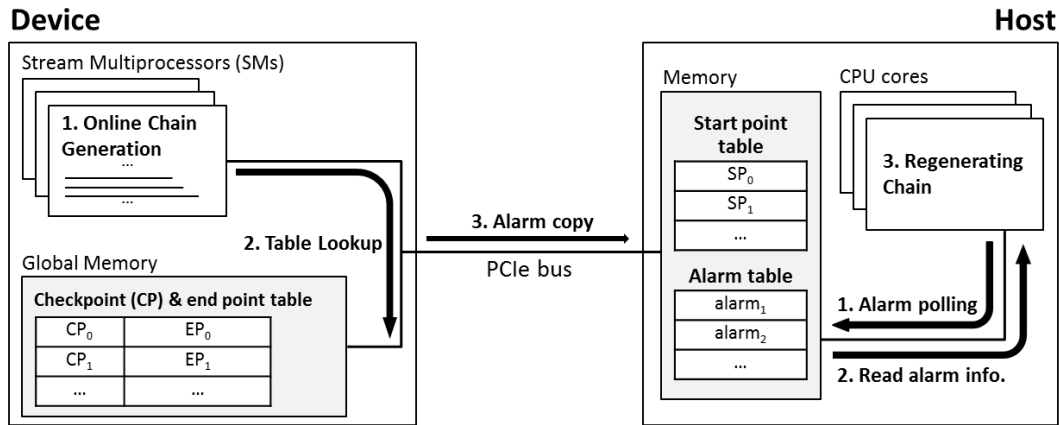 Device
Host
Stream Multiprocessors (SMs)
1. Online Chain
Generation
...
...
2. Table Lookup
Global Memory
Checkpoint (CP) & end point table
CP0 EP0
CP1 EP1
... ...
3. Alarm copy
PCIe bus
Memory
Start point
table
SP0
SP1
...
Alarm table
alarm1
alarm2
...
CPU cores
3. Regenerating
Chain
1. Alarm polling
2. Read alarm info.